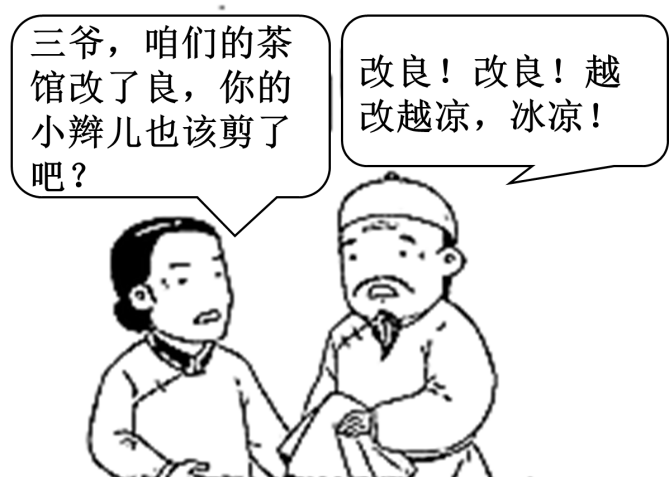 三爷，咱们的茶
馆改了良，你的
小辫儿也该剪了
吧？
改良！改良！越
改越凉，冰凉！